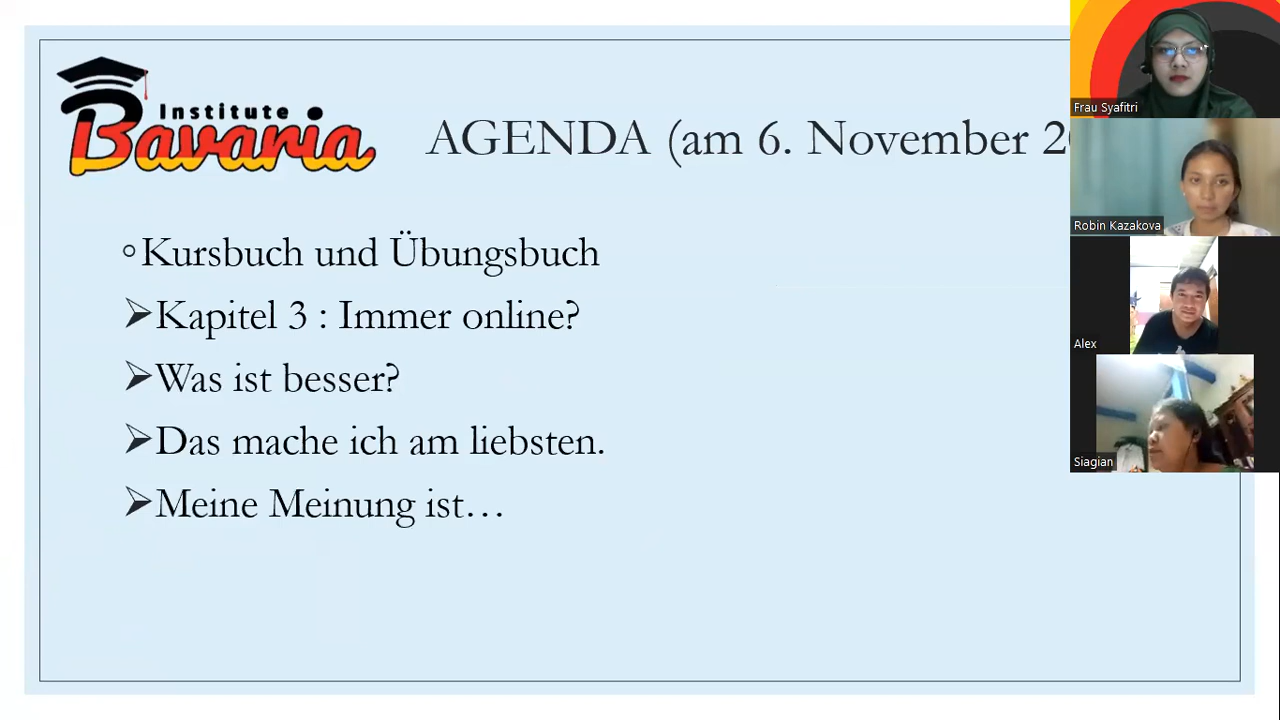 Institute
Bavaria
AGENDA (am 6. November
Kursbuch und Übungsbuch
Kapitel 3 : Immer online?
Was ist besser?
Das mache ich am liebsten.
Meine Meinung ist…
Frau Syafitri
Robin Kazakova
Alex
Siagian